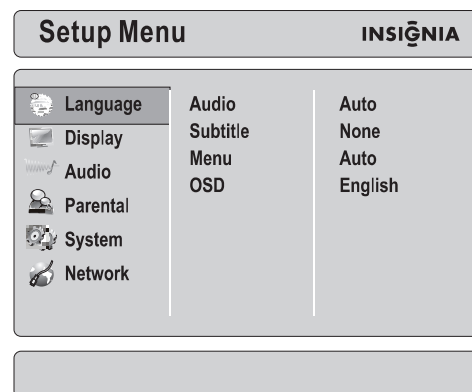 Setup Menu
INSIGNIA
Language
Display
Audio
Parental
System
Network
Audio Auto
Subtitle None
Menu Auto
OSD English